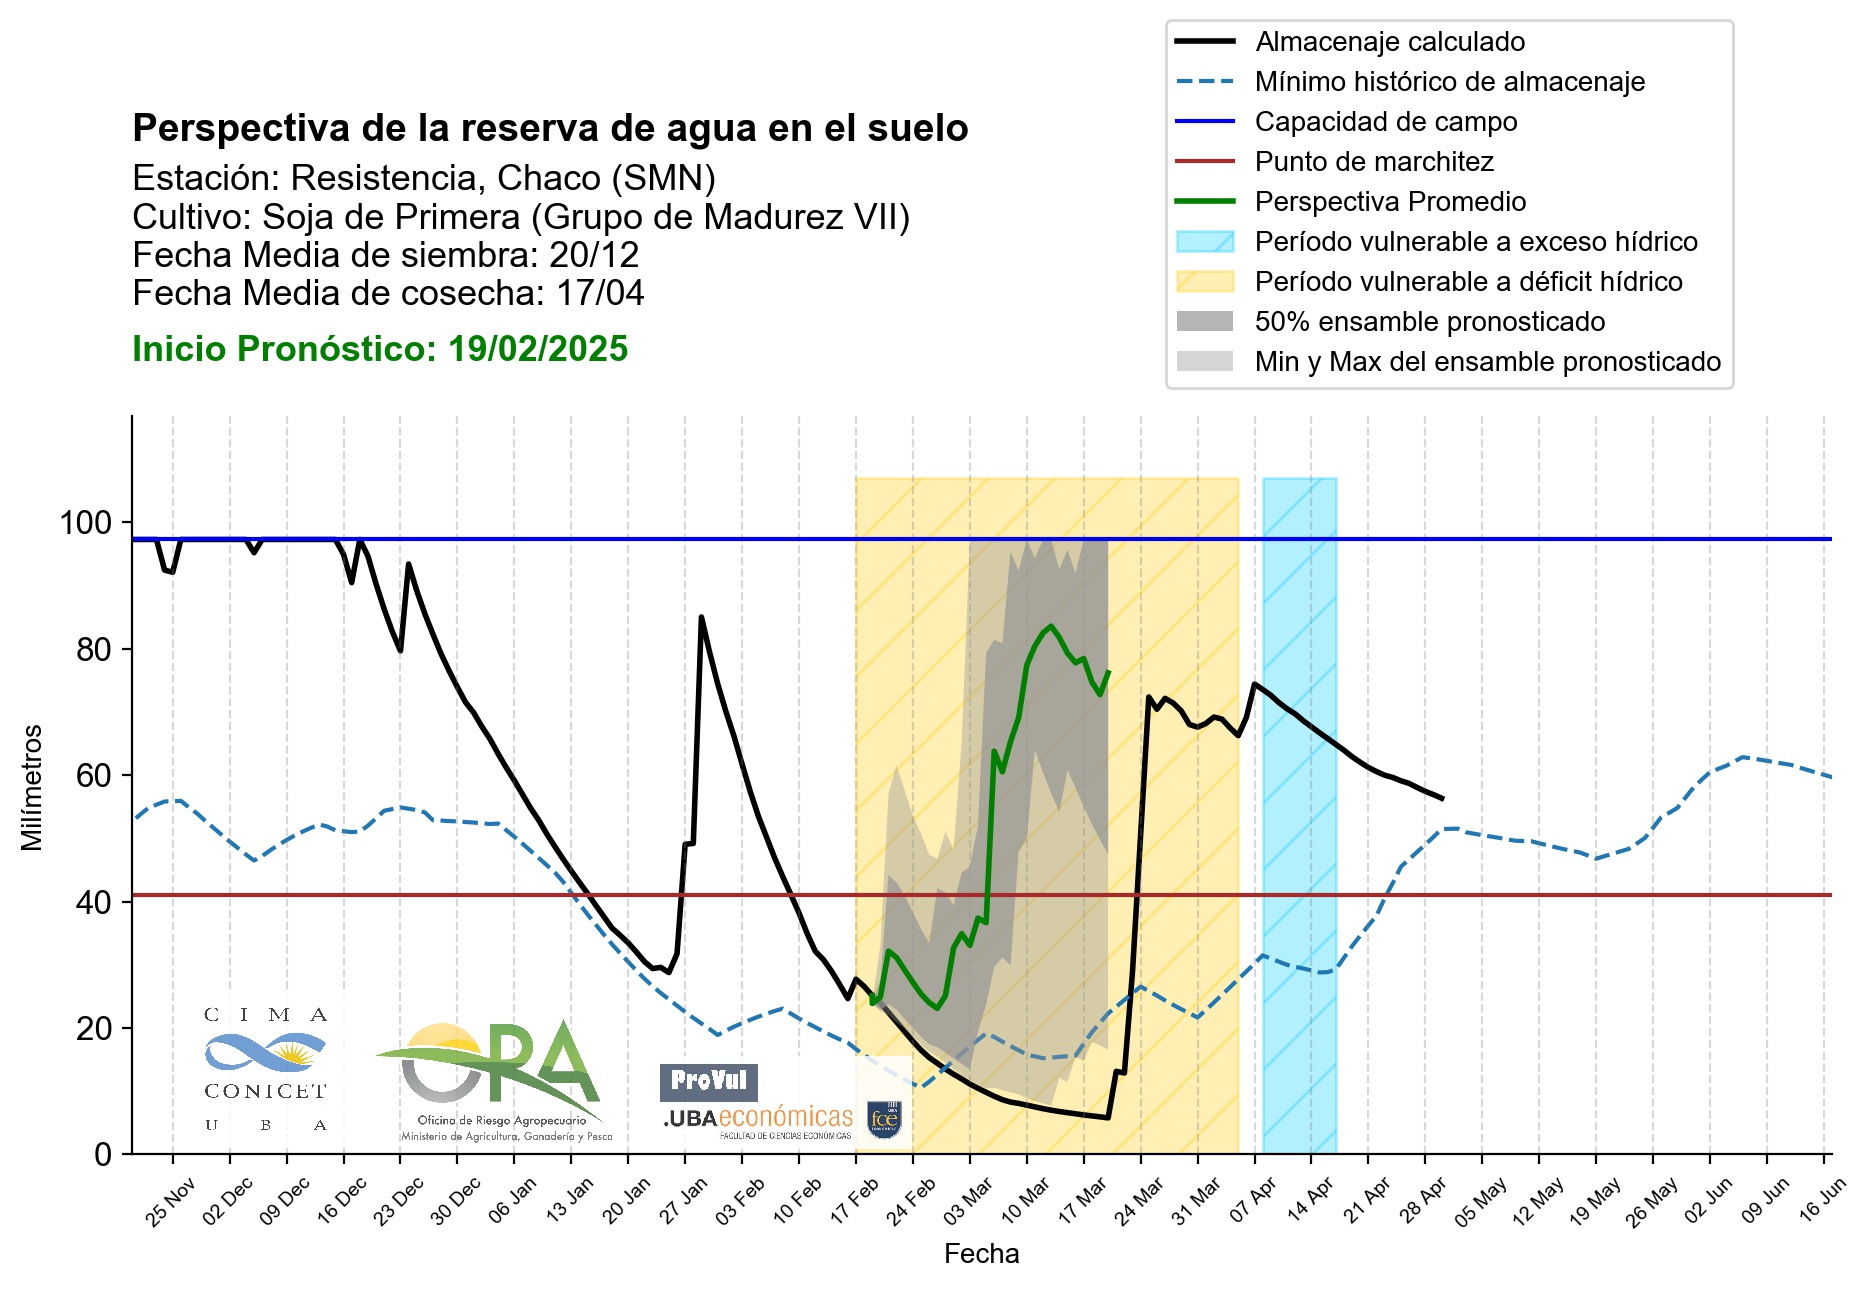 Almacenaje calculado
Mínimo histórico de almacenaje
Capacidad de campo
Punto de marchitez
Perspectiva Promedio
Período vulnerable a exceso hídrico
Período vulnerable a déficit hídrico
50% ensamble pronosticado
Min y Max del ensamble pronosticado
Perspectiva de la reserva de agua en el suelo
Estación: Resistencia, Chaco (SMN)
Cultivo: Soja de Primera (Grupo de Madurez VII)
Fecha Media de siembra: 20/12
Fecha Media de cosecha: 17/04
Inicio Pronóstico: 19/02/2025
Milímetros
100
80
60
40
20
0
CIMA
CONICET
UBA
ORA
Oficina de Riesgo Agropecuario
Ministerio de Agricultura, Ganadería y Pesca
ProVul
.UBAeconómicas
FACULTAD DE CIENCIAS ECONÓMICAS
UBA
fce
25 Nov
02 Dec
09 Dec
16 Dec
23 Dec
30 Dec
06 Jan
13 Jan
20 Jan
27 Jan
03 Feb
10 Feb
17 Feb
24 Feb
03 Mar
10 Mar
17 Mar
24 Mar
31 Mar
07 Apr
14 Apr
21 Apr
28 Apr
05 May
12 May
19 May
26 May
02 Jun
09 Jun
16 Jun
Fecha